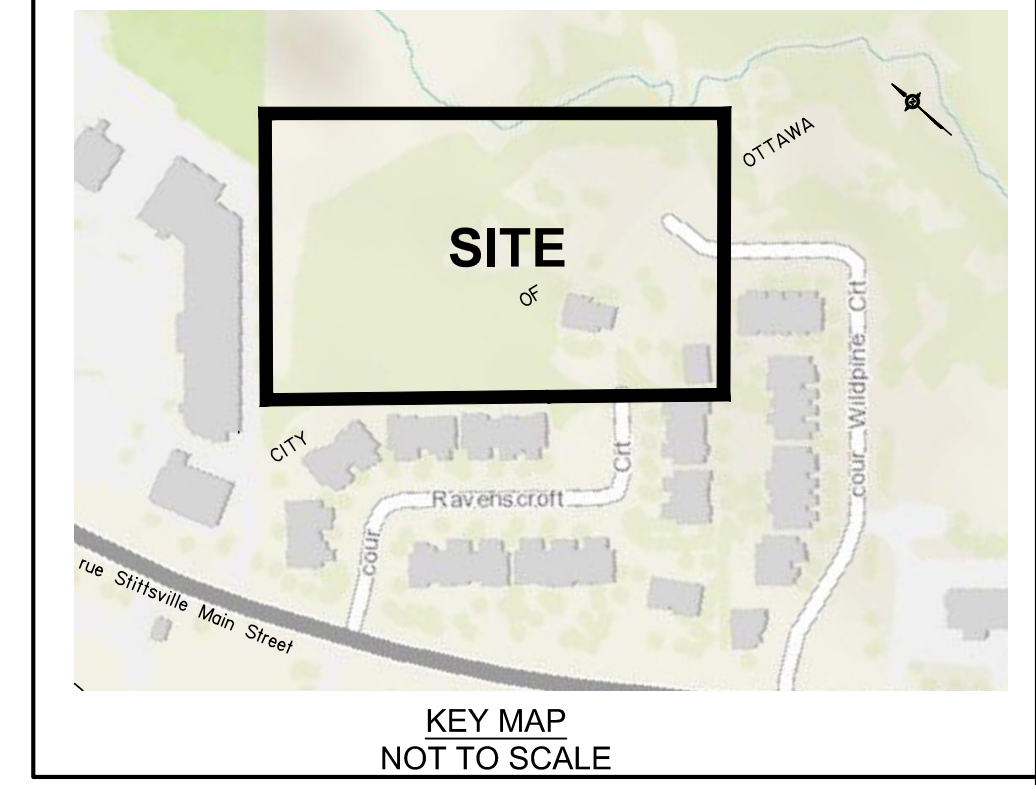 OTTAWA
SITE
OF
cour Wildpine Crt
CITY
Crt
Ravenscroft
cour
rue Stittsville Main Street
KEY MAP
NOT TO SCALE